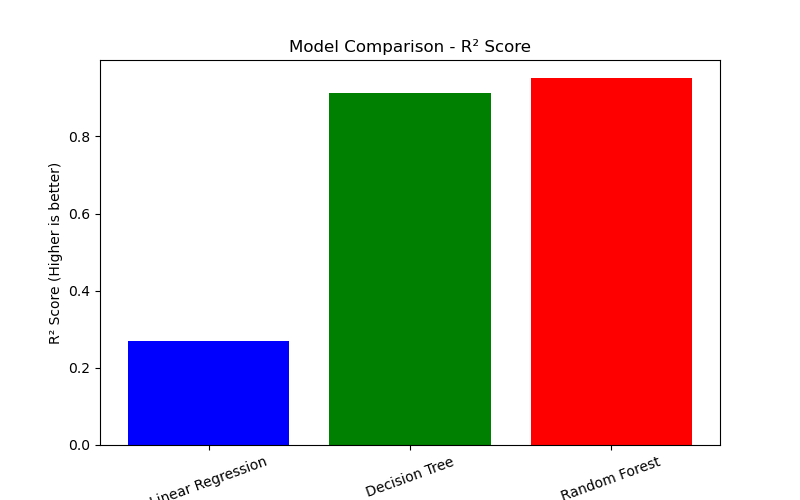 Model Comparison - R² Score
R² Score (Higher is better)
0.8
0.6
0.4
0.2
0.0
Linear Regression
Decision Tree
Random Forest